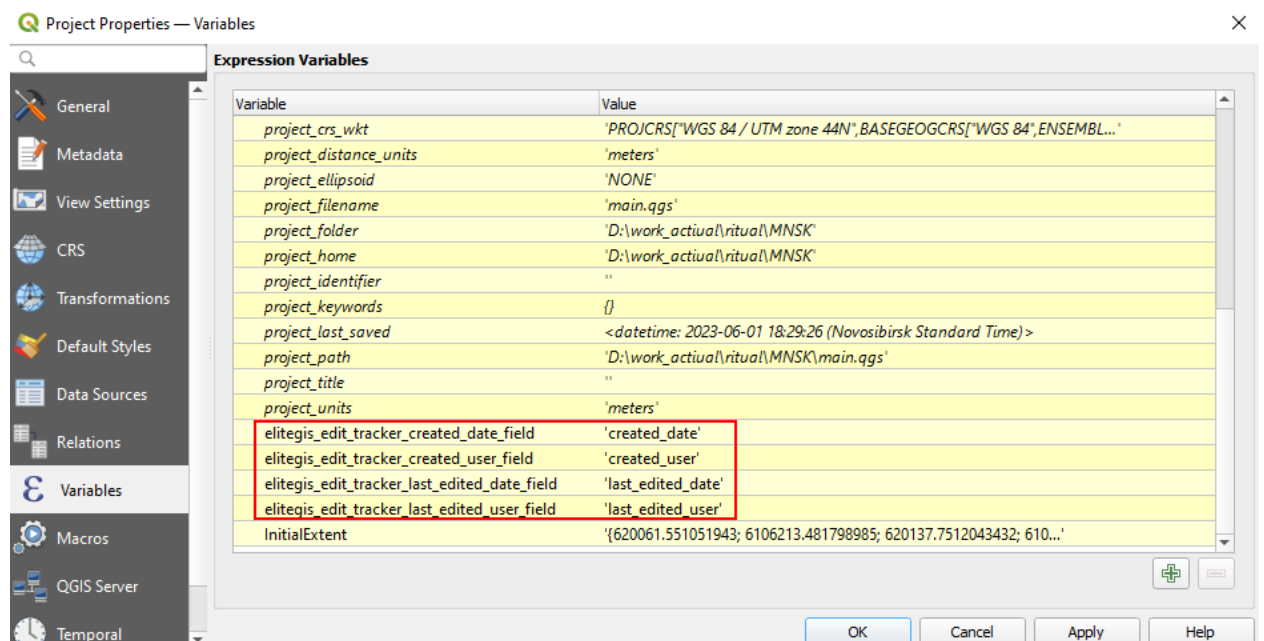 Project Properties — Variables
Expression Variables
General
Metadata
View Settings
CRS
Transformations
Default Styles
Data Sources
Relations
Variables
Macros
QGIS Server
Temporal
Variable Value
project_crs_wkt 'PROJCRS["WGS 84 / UTM zone 44N",BASEGEOGCRS["WGS 84",ENSEMBL...'
project_distance_units 'meters'
project_ellipsoid 'NONE'
project_filename 'main.qgs'
project_folder 'D:\work_actiual\ritual\MNSK'
project_home 'D:\work_actiual\ritual\MNSK'
project_identifier ''
project_keywords {}
project_last_saved <datetime: 2023-06-01 18:29:26 (Novosibirsk Standard Time)>
project_path 'D:\work_actiual\ritual\MNSK\main.qgs'
project_title ''
project_units 'meters'
elitegis_edit_tracker_created_date_field 'created_date'
elitegis_edit_tracker_created_user_field 'created_user'
elitegis_edit_tracker_last_edited_date_field 'last_edited_date'
elitegis_edit_tracker_last_edited_user_field 'last_edited_user'
InitialExtent '{620061.551051943; 6106213.481798985; 620137.7512043432; 610...'
OK Cancel Apply Help